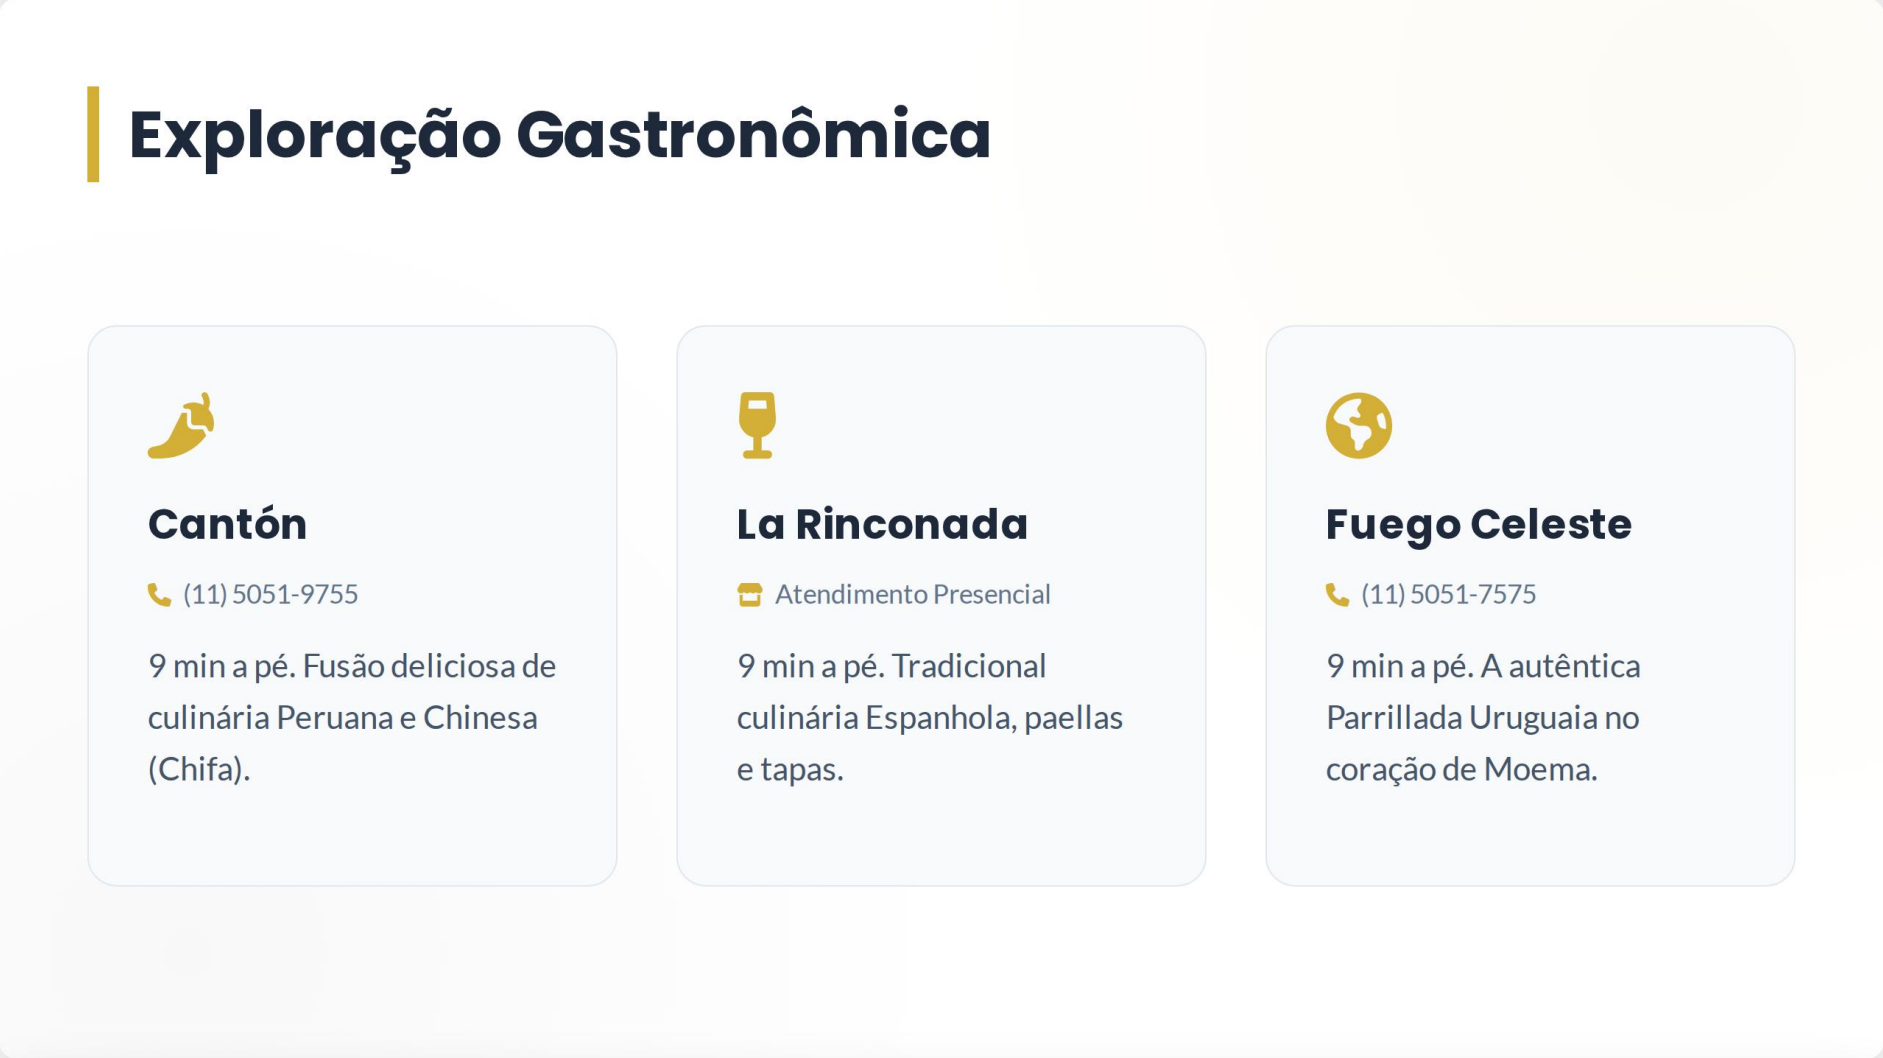 Exploração Gastronômica
Cantón
(11) 5051-9755
9 min a pé. Fusão deliciosa de
culinária Peruana e Chinesa
(Chifa).
La Rinconada
Atendimento Presencial
9 min a pé. Tradicional
culinária Espanhola, paellas
e tapas.
Fuego Celeste
(11) 5051-7575
9 min a pé. A autêntica
Parrillada Uruguaia no
coração de Moema.